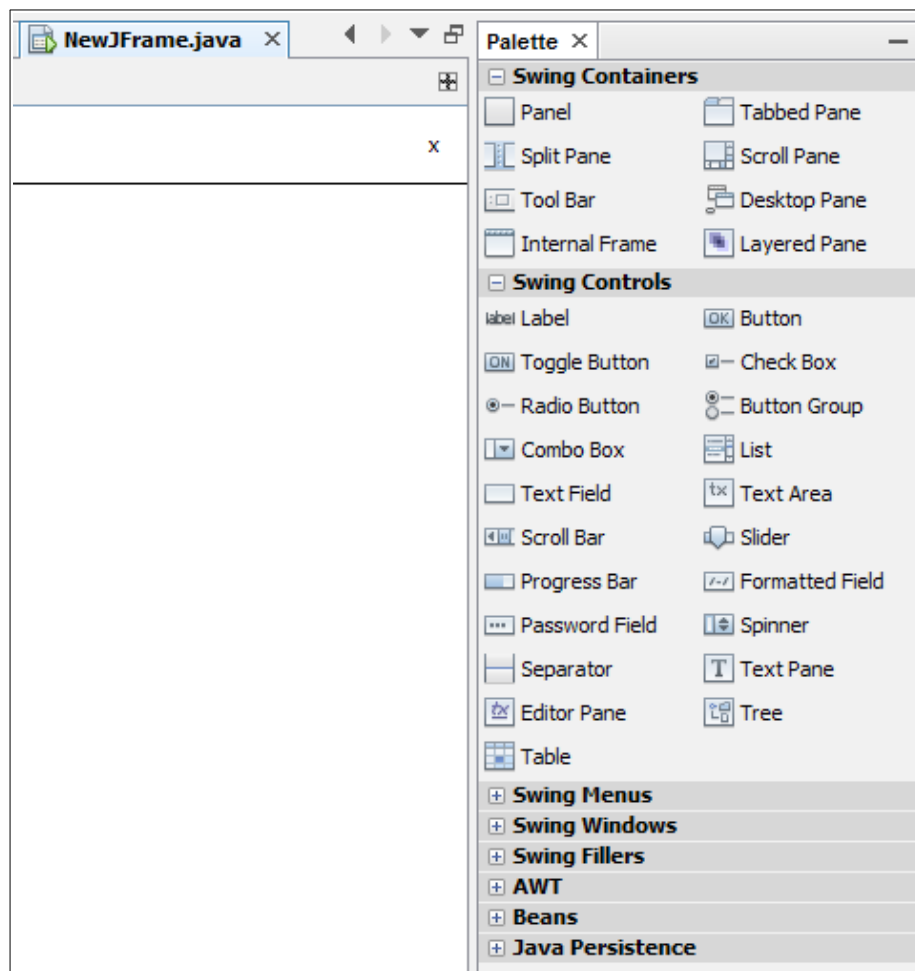 NewJFrame.java
x
Palette
Swing Containers
Panel Tabbed Pane
Split Pane Scroll Pane
Tool Bar Desktop Pane
Internal Frame Layered Pane
Swing Controls
label Label OK Button
ON Toggle Button Check Box
Radio Button Button Group
Combo Box List
Text Field tx Text Area
Scroll Bar Slider
Progress Bar Formatted Field
Password Field Spinner
Separator T Text Pane
tx Editor Pane Tree
Table
Swing Menus
Swing Windows
Swing Fillers
AWT
Beans
Java Persistence